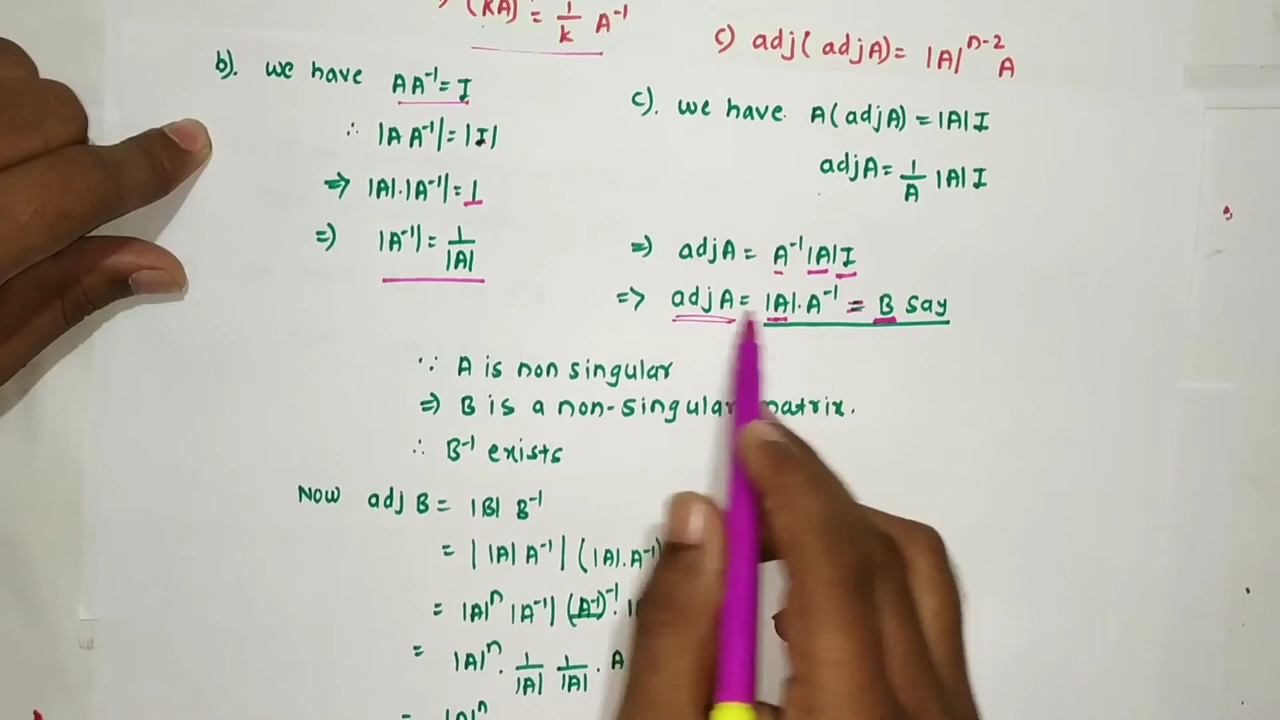 (KA) = 1/k A⁻¹
c) adj(adjA) = |A|ⁿ⁻² A
b). we have AA⁻¹ = I
∴ |A A⁻¹| = |I|
⇒ |A|.|A⁻¹| = 1
⇒) |A⁻¹| = 1/|A|
c). we have A(adjA) = |A| I
adjA = 1/A |A| I
⇒ adjA = A⁻¹|A| I
⇒ adjA = |A|. A⁻¹ = B say
∵ A is non singular
⇒ B is a non-singular matrix.
∴ B⁻¹ exists
Now adj B = |B| B⁻¹
= | |A| A⁻¹ | (|A|. A⁻¹)
= |A|ⁿ |A⁻¹| (A⁻¹)⁻¹.
= |A|ⁿ. 1/|A| 1/|A| . A
= |A|ⁿ